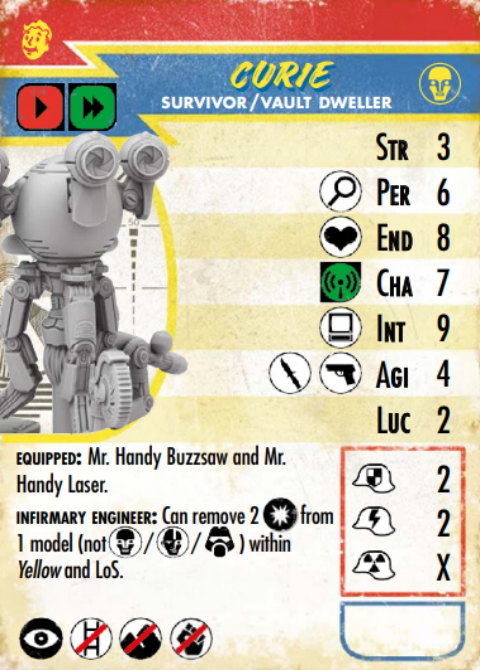 CURIE
SURVIVOR/VAULT DWELLER
STR 3
PER 6
END 8
CHA 7
INT 9
AGI 4
LUC 2
EQUIPPED: Mr. Handy Buzzsaw and Mr.
Handy Laser.
INFIRMARY ENGINEER: Can remove 2 from
1 model (not / / ) within
Yellow and LoS.
2
2
X
50